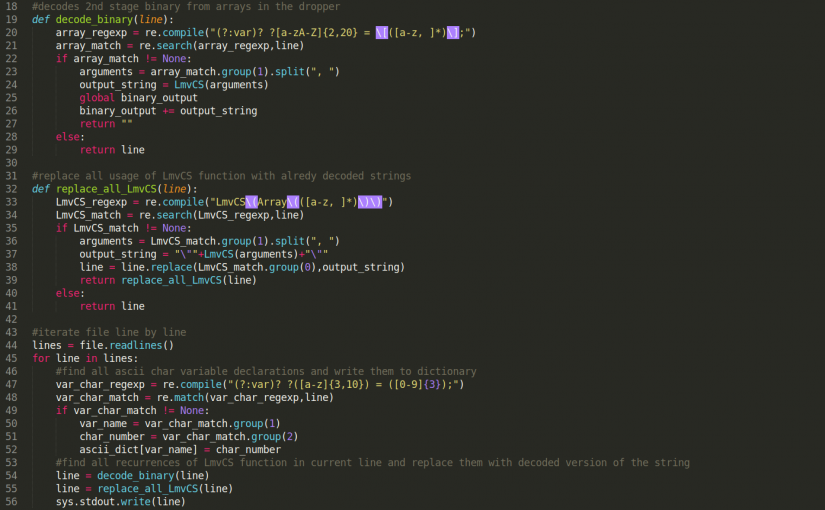 18 #decodes 2nd stage binary from arrays in the dropper
19 def decode_binary(line):
20     array_regexp = re.compile("(?:var)? ?[a-zA-Z]{2,20} = \[([a-z, ]*)\];")
21     array_match = re.search(array_regexp,line)
22     if array_match != None:
23         arguments = array_match.group(1).split(", ")
24         output_string = LmvCS(arguments)
25         global binary_output
26         binary_output += output_string
27         return ""
28     else:
29         return line
30
31 #replace all usage of LmvCS function with alredy decoded strings
32 def replace_all_LmvCS(line):
33     LmvCS_regexp = re.compile("LmvCS\(Array\(([a-z, ]*)\)\)")
34     LmvCS_match = re.search(LmvCS_regexp,line)
35     if LmvCS_match != None:
36         arguments = LmvCS_match.group(1).split(", ")
37         output_string = "\""+LmvCS(arguments)+"\""
38         line = line.replace(LmvCS_match.group(0),output_string)
39         return replace_all_LmvCS(line)
40     else:
41         return line
42
43 #iterate file line by line
44 lines = file.readlines()
45 for line in lines:
46     #find all ascii char variable declarations and write them to dictionary
47     var_char_regexp = re.compile("(?:var)? ?([a-z]{3,10}) = ([0-9]{3});")
48     var_char_match = re.match(var_char_regexp,line)
49     if var_char_match != None:
50         var_name = var_char_match.group(1)
51         char_number = var_char_match.group(2)
52         ascii_dict[var_name] = char_number
53     #find all recurrences of LmvCS function in current line and replace them with decoded version of the string
54     line = decode_binary(line)
55     line = replace_all_LmvCS(line)
56     sys.stdout.write(line)